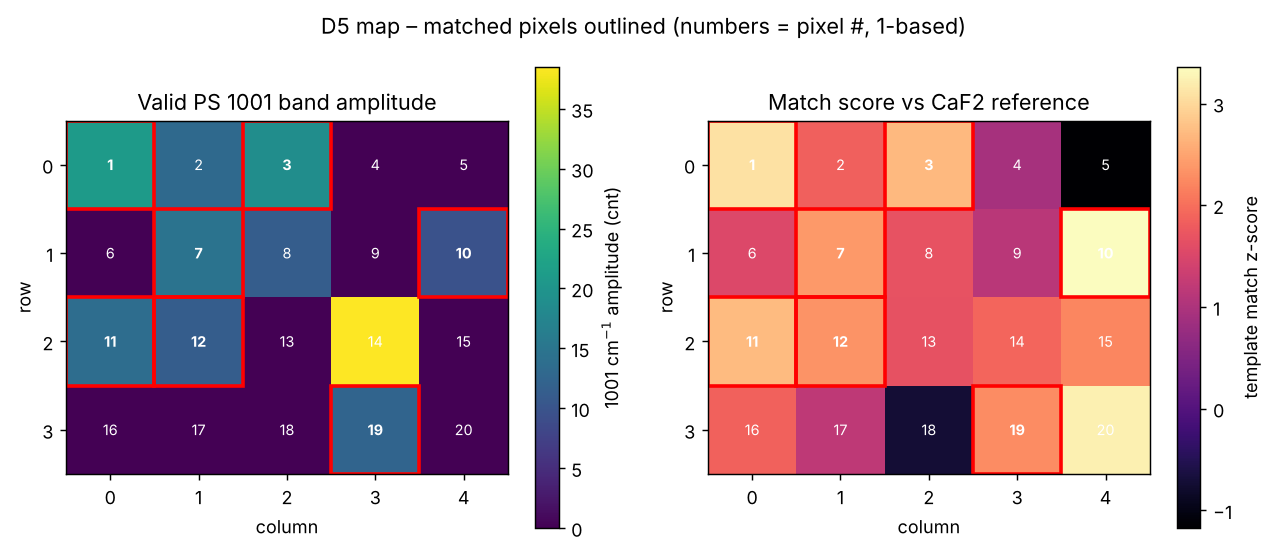 D5 map – matched pixels outlined (numbers = pixel #, 1-based)
Valid PS 1001 band amplitude
1 2 3 4 5
6 7 8 9 10
11 12 13 14 15
16 17 18 19 20
0
1
2
3
row
0 1 2 3 4
column
35
30
25
20
15
10
5
0
1001 cm⁻¹ amplitude (cnt)
Match score vs CaF2 reference
1 2 3 4 5
6 7 8 9 10
11 12 13 14 15
16 17 18 19 20
0
1
2
3
row
0 1 2 3 4
column
3
2
1
0
−1
template match z-score